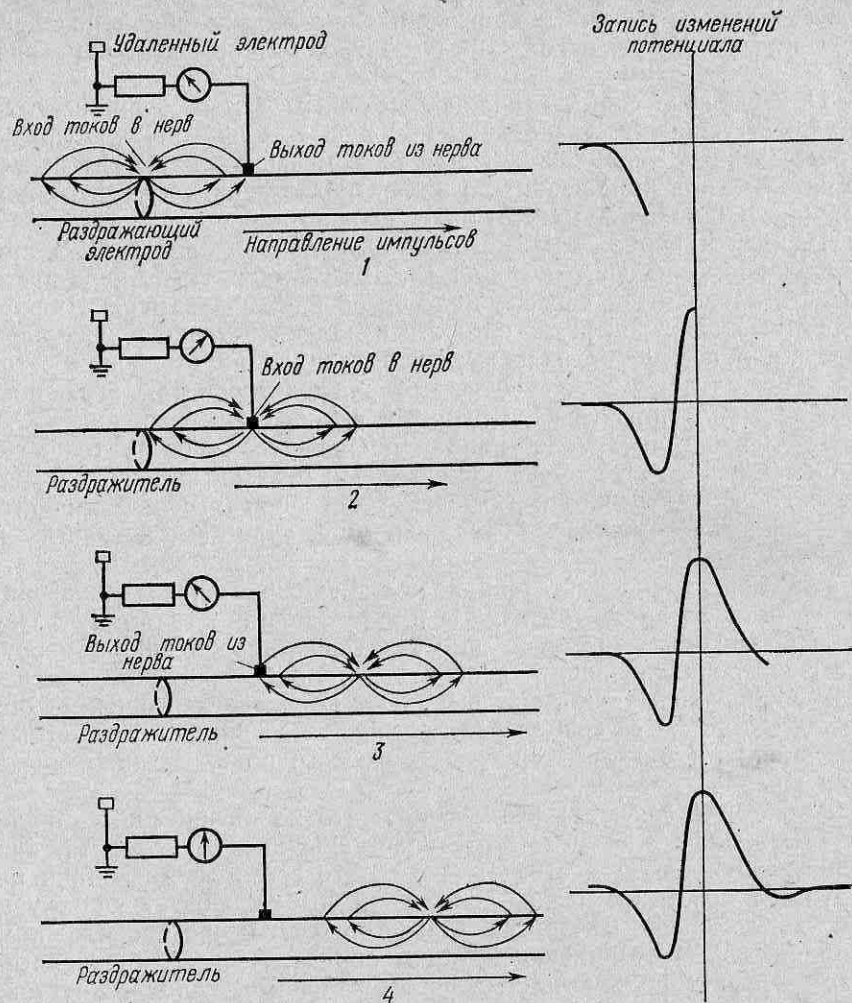 Запись изменений
потенциала
Удаленный электрод
Вход токов в нерв
Выход токов из нерва
Раздражающий
электрод
Направление импульсов
1
Вход токов в нерв
Раздражитель
2
Выход токов из
нерва
Раздражитель
3
Раздражитель
4